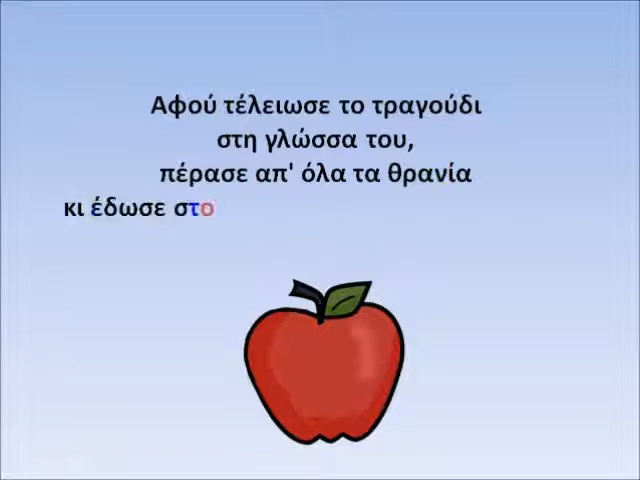 Αφού τέλειωσε το τραγούδι
στη γλώσσα του,
πέρασε απ' όλα τα θρανία
κι έδωσε στο